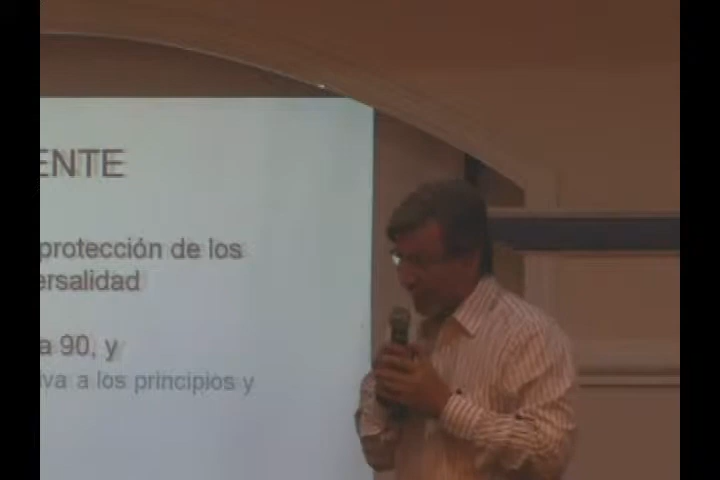 ENTE
protección de los
ersalidad
a 90, y
va a los principios y